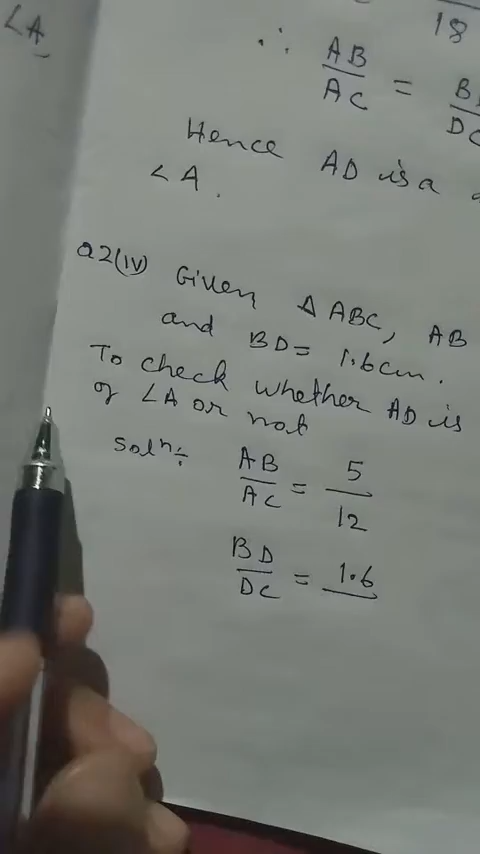 ∠A
18
∴ AB/AC = B/DC
Hence AD is a
∠A.
Q2(iv) Given △ABC, AB
and BD = 1.6cm.
To check whether AD is
of ∠A or not
Solⁿ÷ AB/AC = 5/12
BD/DC = 1.6